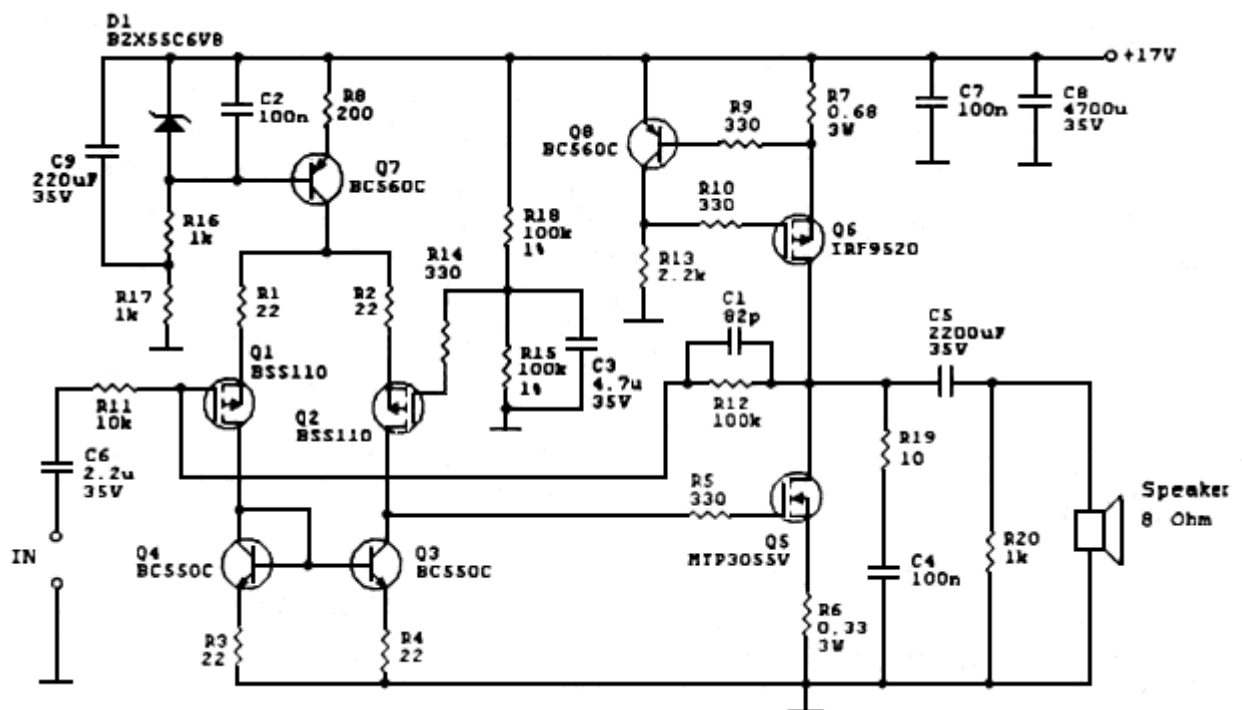 D1
BZX55C6V8
+17V
C2
100n
R8
200
C9
220uF
35V
Q7
BC560C
R16
1k
R17
1k
R14
330
R18
100k
1%
Q8
BC560C
R9
330
R7
0.68
3W
C7
100n
C8
4700u
35V
R10
330
Q6
IRF9520
R13
2.2k
R1
22
R2
22
C1
82p
C5
2200uF
35V
Q1
BSS110
R11
10k
Q2
BSS110
R15
100k
1%
C3
4.7u
35V
R12
100k
R19
10
C6
2.2u
35V
R5
330
Q5
MTP3055V
Speaker
8 Ohm
IN
Q4
BC550C
Q3
BC550C
C4
100n
R20
1k
R3
22
R4
22
R6
0.33
3W